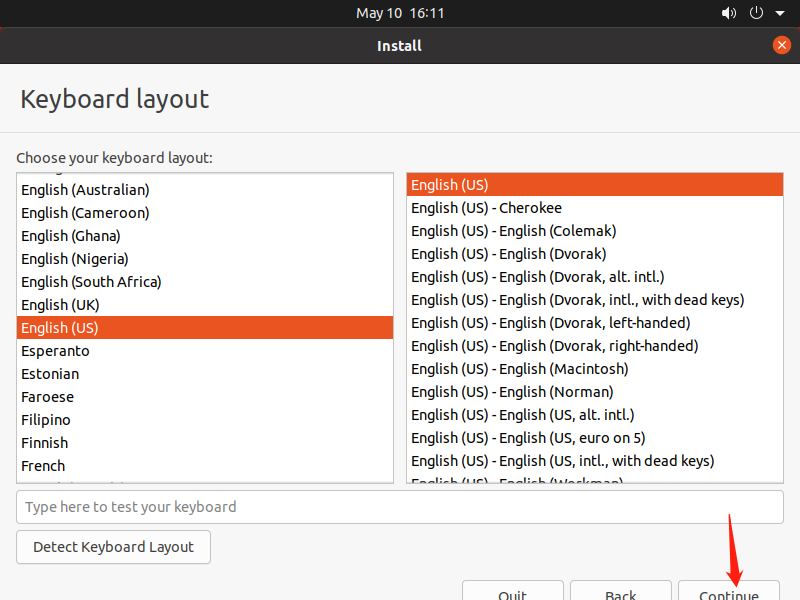 May 10 16:11
Install
Keyboard layout
Choose your keyboard layout:
English (Australian)
English (Cameroon)
English (Ghana)
English (Nigeria)
English (South Africa)
English (UK)
English (US)
Esperanto
Estonian
Faroese
Filipino
Finnish
French
English (US)
English (US) - Cherokee
English (US) - English (Colemak)
English (US) - English (Dvorak)
English (US) - English (Dvorak, alt. intl.)
English (US) - English (Dvorak, intl., with dead keys)
English (US) - English (Dvorak, left-handed)
English (US) - English (Dvorak, right-handed)
English (US) - English (Macintosh)
English (US) - English (Norman)
English (US) - English (US, alt. intl.)
English (US) - English (US, euro on 5)
English (US) - English (US, intl., with dead keys)
English (US) - English (Workman)
Type here to test your keyboard
Detect Keyboard Layout
Quit
Back
Continue